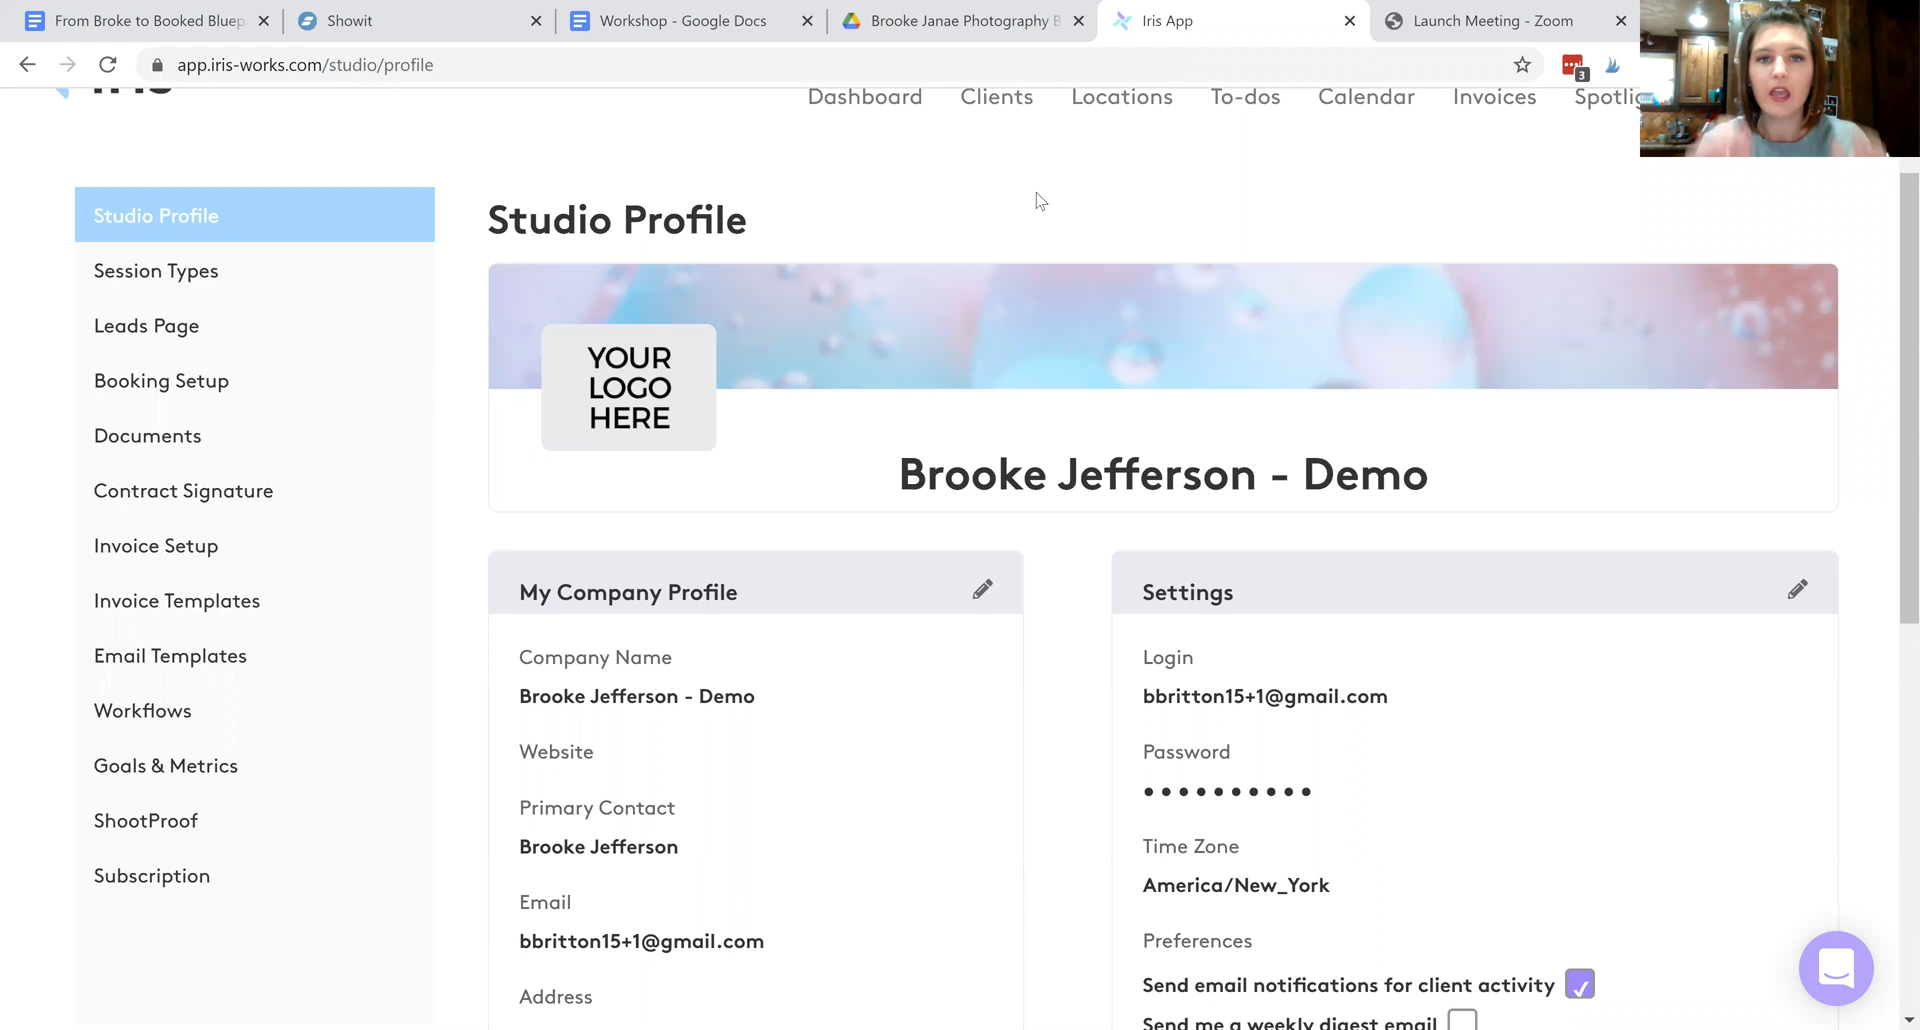 From Broke to Booked Bluep
Showit
Workshop - Google Docs
Brooke Janae Photography B
Iris App
Launch Meeting - Zoom
app.iris-works.com/studio/profile
3
iris
Dashboard
Clients
Locations
To-dos
Calendar
Invoices
Spotlig
Studio Profile
Session Types
Leads Page
Booking Setup
Documents
Contract Signature
Invoice Setup
Invoice Templates
Email Templates
Workflows
Goals & Metrics
ShootProof
Subscription
Studio Profile
YOUR
LOGO
HERE
Brooke Jefferson - Demo
My Company Profile
Company Name
Brooke Jefferson - Demo
Website
Primary Contact
Brooke Jefferson
Email
bbritton15+1@gmail.com
Address
Settings
Login
bbritton15+1@gmail.com
Password
••••••••••
Time Zone
America/New_York
Preferences
Send email notifications for client activity
Send me a weekly digest email